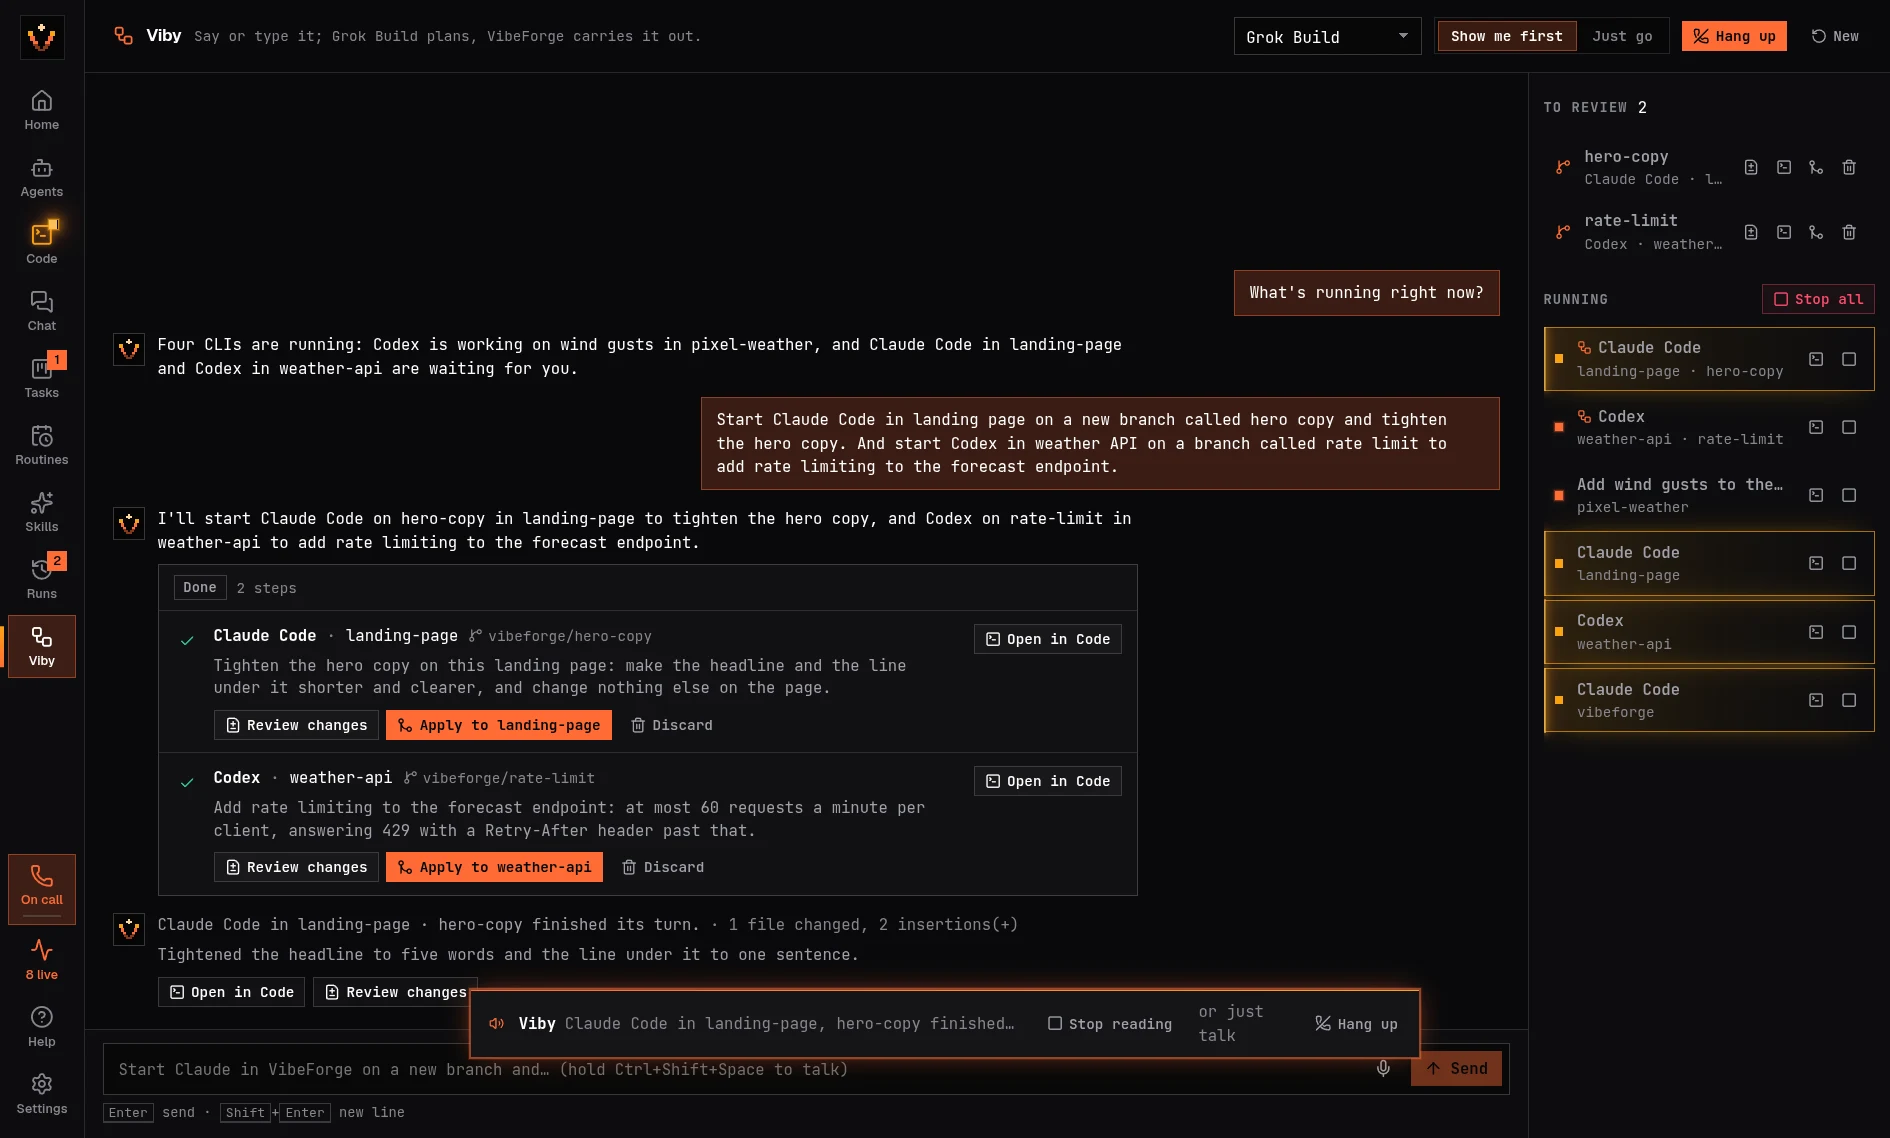 Viby Say or type it; Grok Build plans, VibeForge carries it out.
Grok Build
Show me first
Just go
Hang up
New
Home
Agents
Code
Chat
1
Tasks
Routines
Skills
2
Runs
Viby
On call
8 live
Help
Settings
What's running right now?
Four CLIs are running: Codex is working on wind gusts in pixel-weather, and Claude Code in landing-page
and Codex in weather-api are waiting for you.
Start Claude Code in landing page on a new branch called hero copy and tighten
the hero copy. And start Codex in weather API on a branch called rate limit to
add rate limiting to the forecast endpoint.
I'll start Claude Code on hero-copy in landing-page to tighten the hero copy, and Codex on rate-limit in
weather-api to add rate limiting to the forecast endpoint.
Done 2 steps
Claude Code · landing-page vibeforge/hero-copy
Open in Code
Tighten the hero copy on this landing page: make the headline and the line
under it shorter and clearer, and change nothing else on the page.
Review changes
Apply to landing-page
Discard
Codex · weather-api vibeforge/rate-limit
Open in Code
Add rate limiting to the forecast endpoint: at most 60 requests a minute per
client, answering 429 with a Retry-After header past that.
Review changes
Apply to weather-api
Discard
Claude Code in landing-page · hero-copy finished its turn. · 1 file changed, 2 insertions(+)
Tightened the headline to five words and the line under it to one sentence.
Open in Code
Review changes
Viby Claude Code in landing-page, hero-copy finished…
Stop reading
or just
talk
Hang up
Start Claude in VibeForge on a new branch and… (hold Ctrl+Shift+Space to talk)
Send
Enter send · Shift+Enter new line
TO REVIEW 2
hero-copy
Claude Code · l…
rate-limit
Codex · weather…
RUNNING
Stop all
Claude Code
landing-page · hero-copy
Codex
weather-api · rate-limit
Add wind gusts to the…
pixel-weather
Claude Code
landing-page
Codex
weather-api
Claude Code
vibeforge